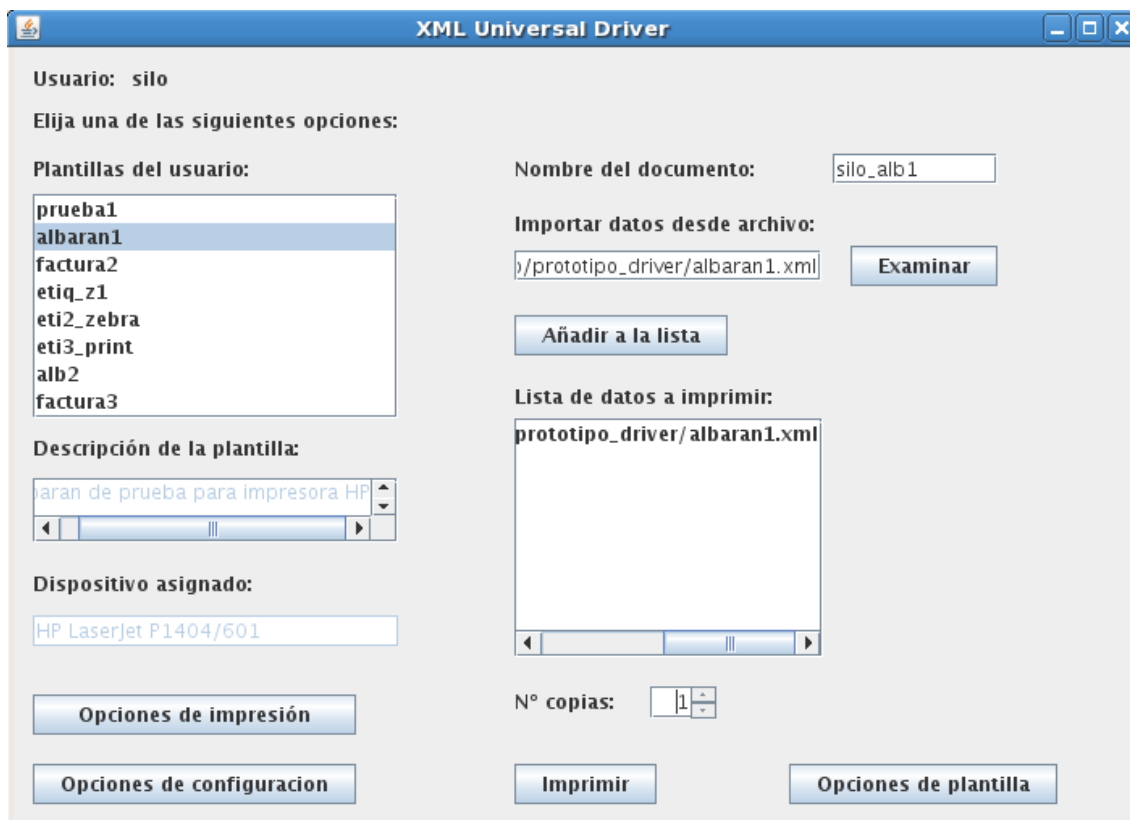 XML Universal Driver
Usuario: silo
Elija una de las siguientes opciones:
Plantillas del usuario:
prueba1
albaran1
factura2
etiq_z1
eti2_zebra
eti3_print
alb2
factura3
Descripción de la plantilla:
baran de prueba para impresora HP
Dispositivo asignado:
HP LaserJet P1404/601
Opciones de impresión
Opciones de configuracion
Nombre del documento: silo_alb1
Importar datos desde archivo:
/prototipo_driver/albaran1.xml Examinar
Añadir a la lista
Lista de datos a imprimir:
prototipo_driver/albaran1.xml
N° copias: 1
Imprimir Opciones de plantilla